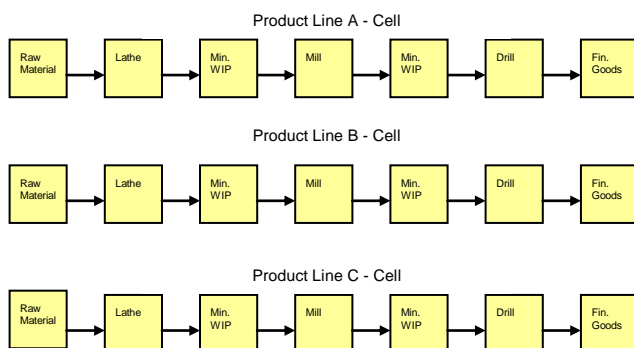 Product Line A - Cell
Raw
Material
Lathe
Min.
WIP
Mill
Min.
WIP
Drill
Fin.
Goods
Product Line B - Cell
Raw
Material
Lathe
Min.
WIP
Mill
Min.
WIP
Drill
Fin.
Goods
Product Line C - Cell
Raw
Material
Lathe
Min.
WIP
Mill
Min.
WIP
Drill
Fin.
Goods